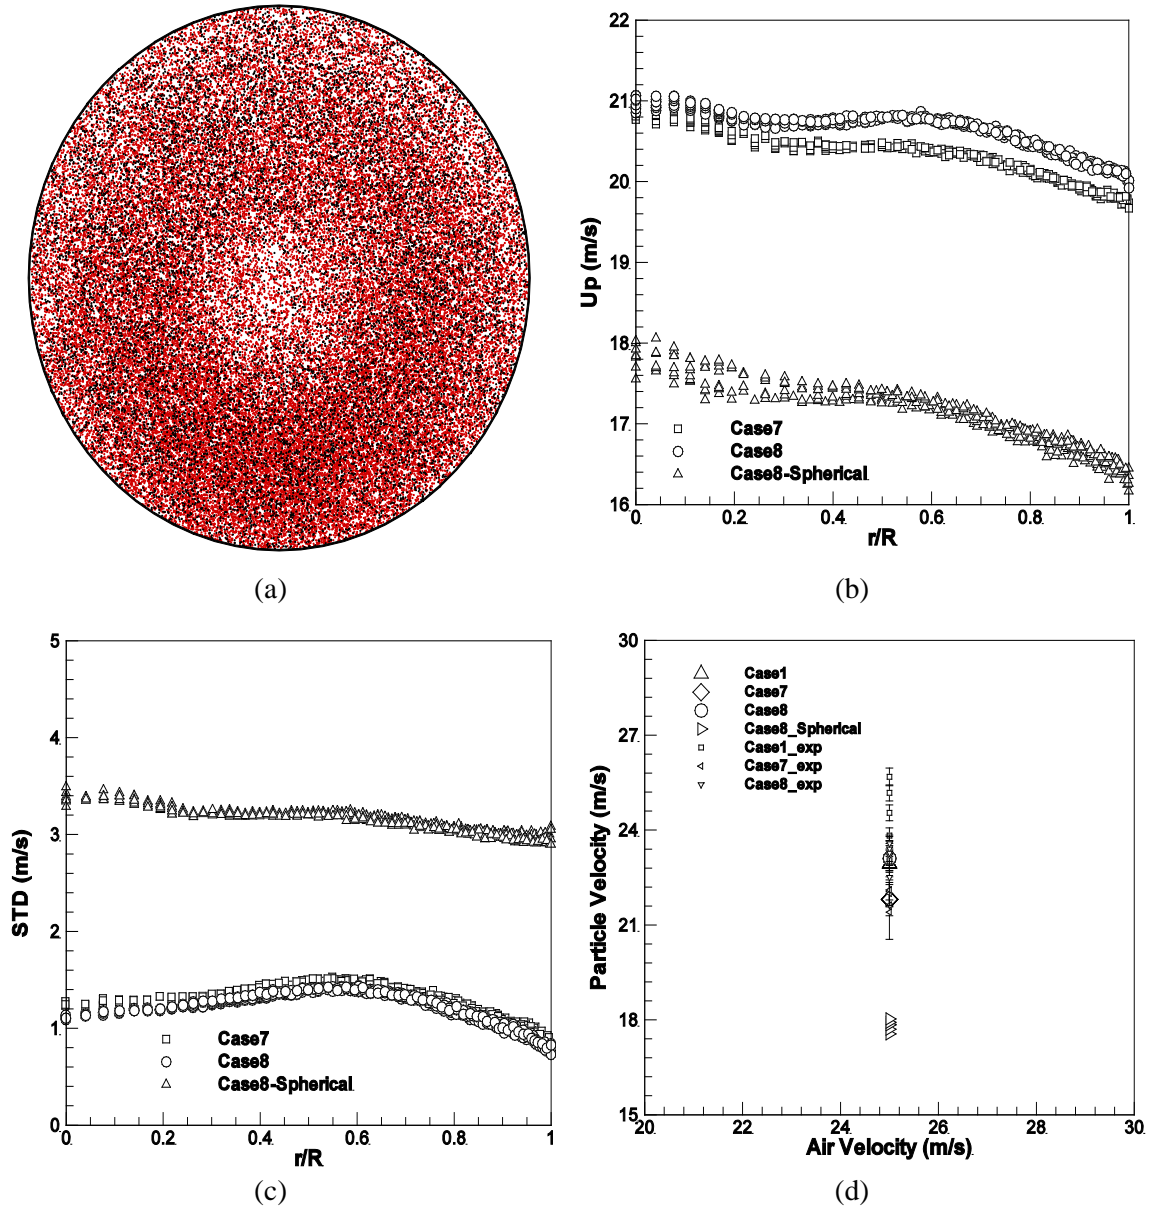 22.
21.
20.
19.
18.
17.
16.
Up (m/s)
Case7
Case8
Case8-Spherical
0. 0.2 0.4 0.6 0.8 1.
r/R
(a)
(b)
5
4
3
2
1
0.
STD (m/s)
Case7
Case8
Case8-Spherical
0. 0.2 0.4 0.6 0.8 1
r/R
(c)
30.
27.
24.
21.
18.
15.
Particle Velocity (m/s)
Case1
Case7
Case8
Case8_Spherical
Case1_exp
Case7_exp
Case8_exp
20. 22. 24. 26. 28. 30.
Air Velocity (m/s)
(d)